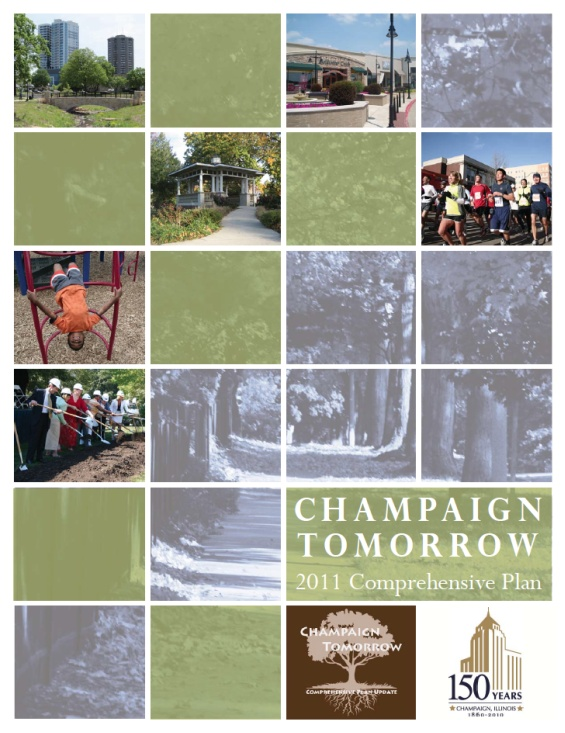 CHAMPAIGN
TOMORROW
2011 Comprehensive Plan
CHAMPAIGN
TOMORROW
COMPREHENSIVE PLAN UPDATE
150 YEARS
CHAMPAIGN, ILLINOIS
1860-2010